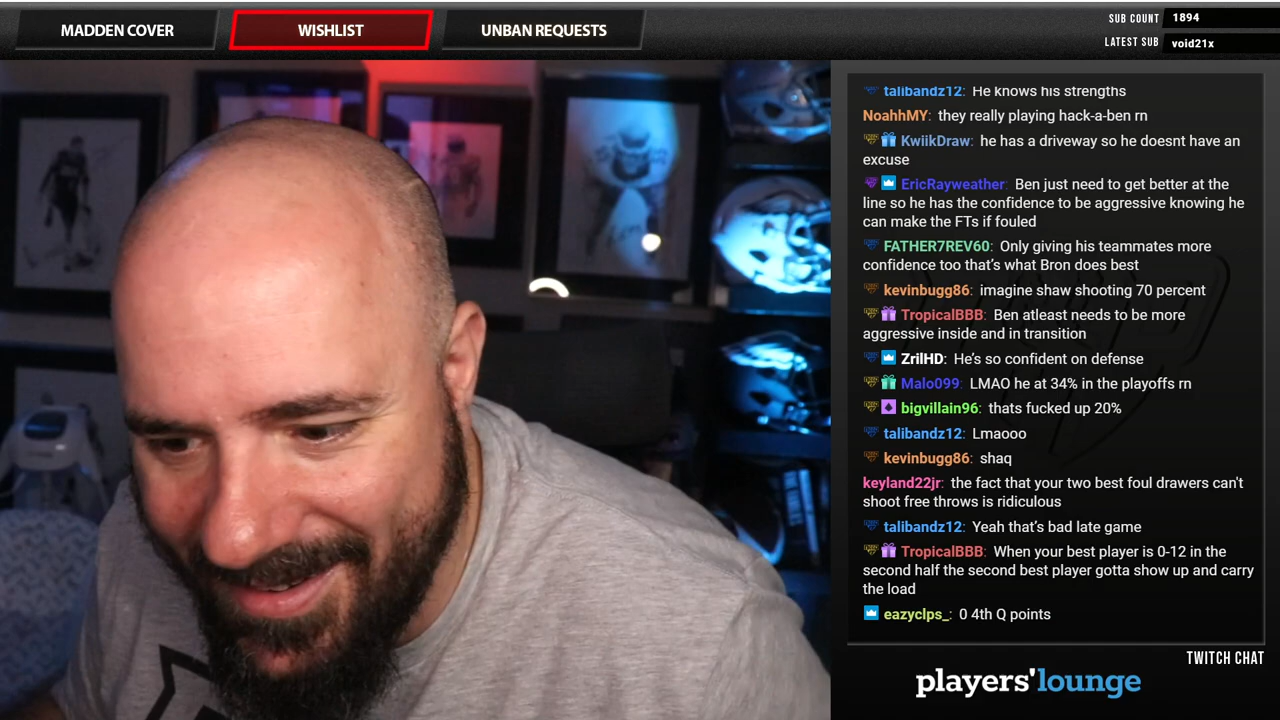 MADDEN COVER
WISHLIST
UNBAN REQUESTS
SUB COUNT 1894
LATEST SUB void21x
talibandz12: He knows his strengths
NoahhMY: they really playing hack-a-ben rn
KwiikDraw: he has a driveway so he doesnt have an
excuse
EricRayweather: Ben just need to get better at the
line so he has the confidence to be aggressive knowing he
can make the FTs if fouled
FATHER7REV60: Only giving his teammates more
confidence too that's what Bron does best
kevinbugg86: imagine shaw shooting 70 percent
TropicalBBB: Ben atleast needs to be more
aggressive inside and in transition
ZrilHD: He's so confident on defense
Malo099: LMAO he at 34% in the playoffs rn
bigvillain96: thats fucked up 20%
talibandz12: Lmaooo
kevinbugg86: shaq
keyland22jr: the fact that your two best foul drawers can't
shoot free throws is ridiculous
talibandz12: Yeah that's bad late game
TropicalBBB: When your best player is 0-12 in the
second half the second best player gotta show up and carry
the load
eazyclps_: 0 4th Q points
TWITCH CHAT
players'lounge